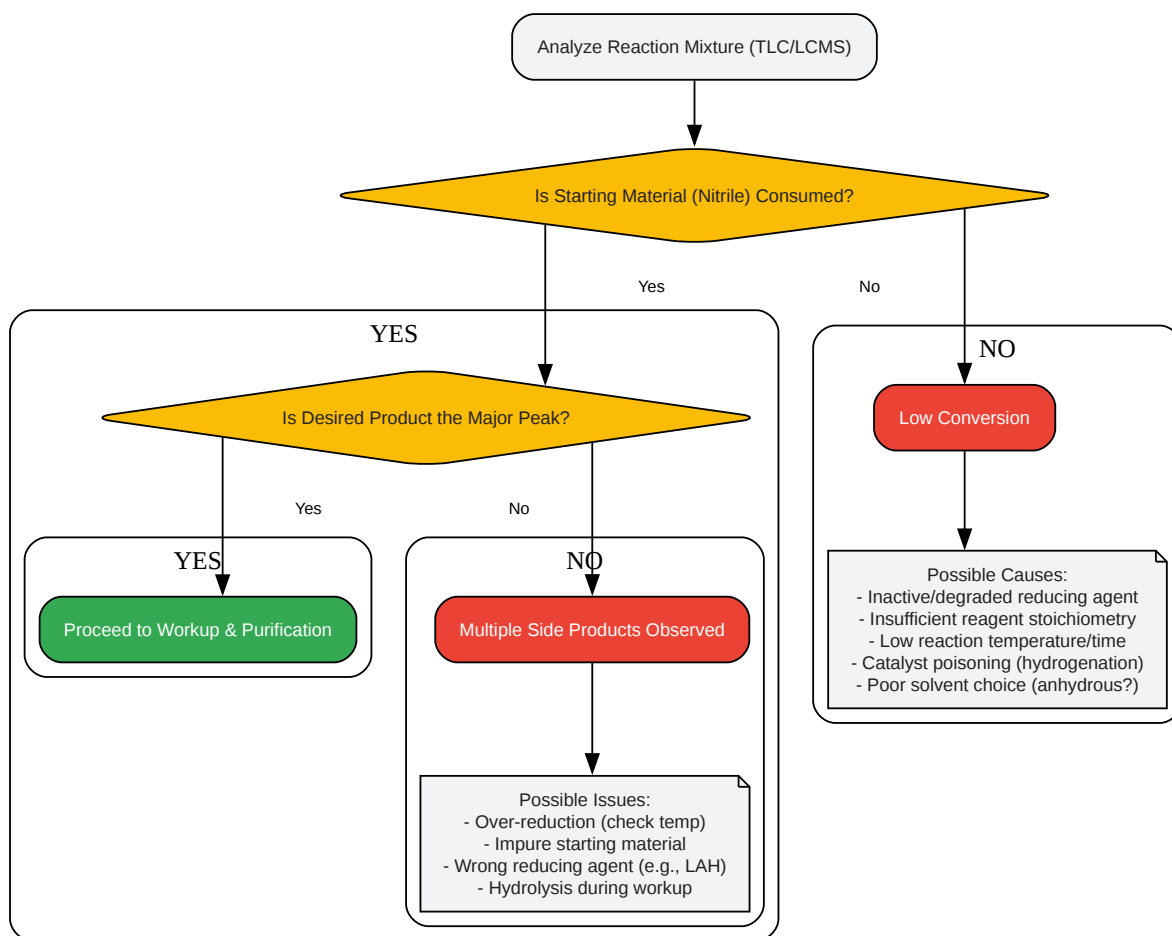 Analyze Reaction Mixture (TLC/LCMS)
Is Starting Material (Nitrile) Consumed?
Yes
No
YES
NO
Is Desired Product the Major Peak?
Low Conversion
Yes
No
YES
NO
Possible Causes:
- Inactive/degraded reducing agent
- Insufficient reagent stoichiometry
- Low reaction temperature/time
- Catalyst poisoning (hydrogenation)
- Poor solvent choice (anhydrous?)
Proceed to Workup & Purification
Multiple Side Products Observed
Possible Issues:
- Over-reduction (check temp)
- Impure starting material
- Wrong reducing agent (e.g., LAH)
- Hydrolysis during workup